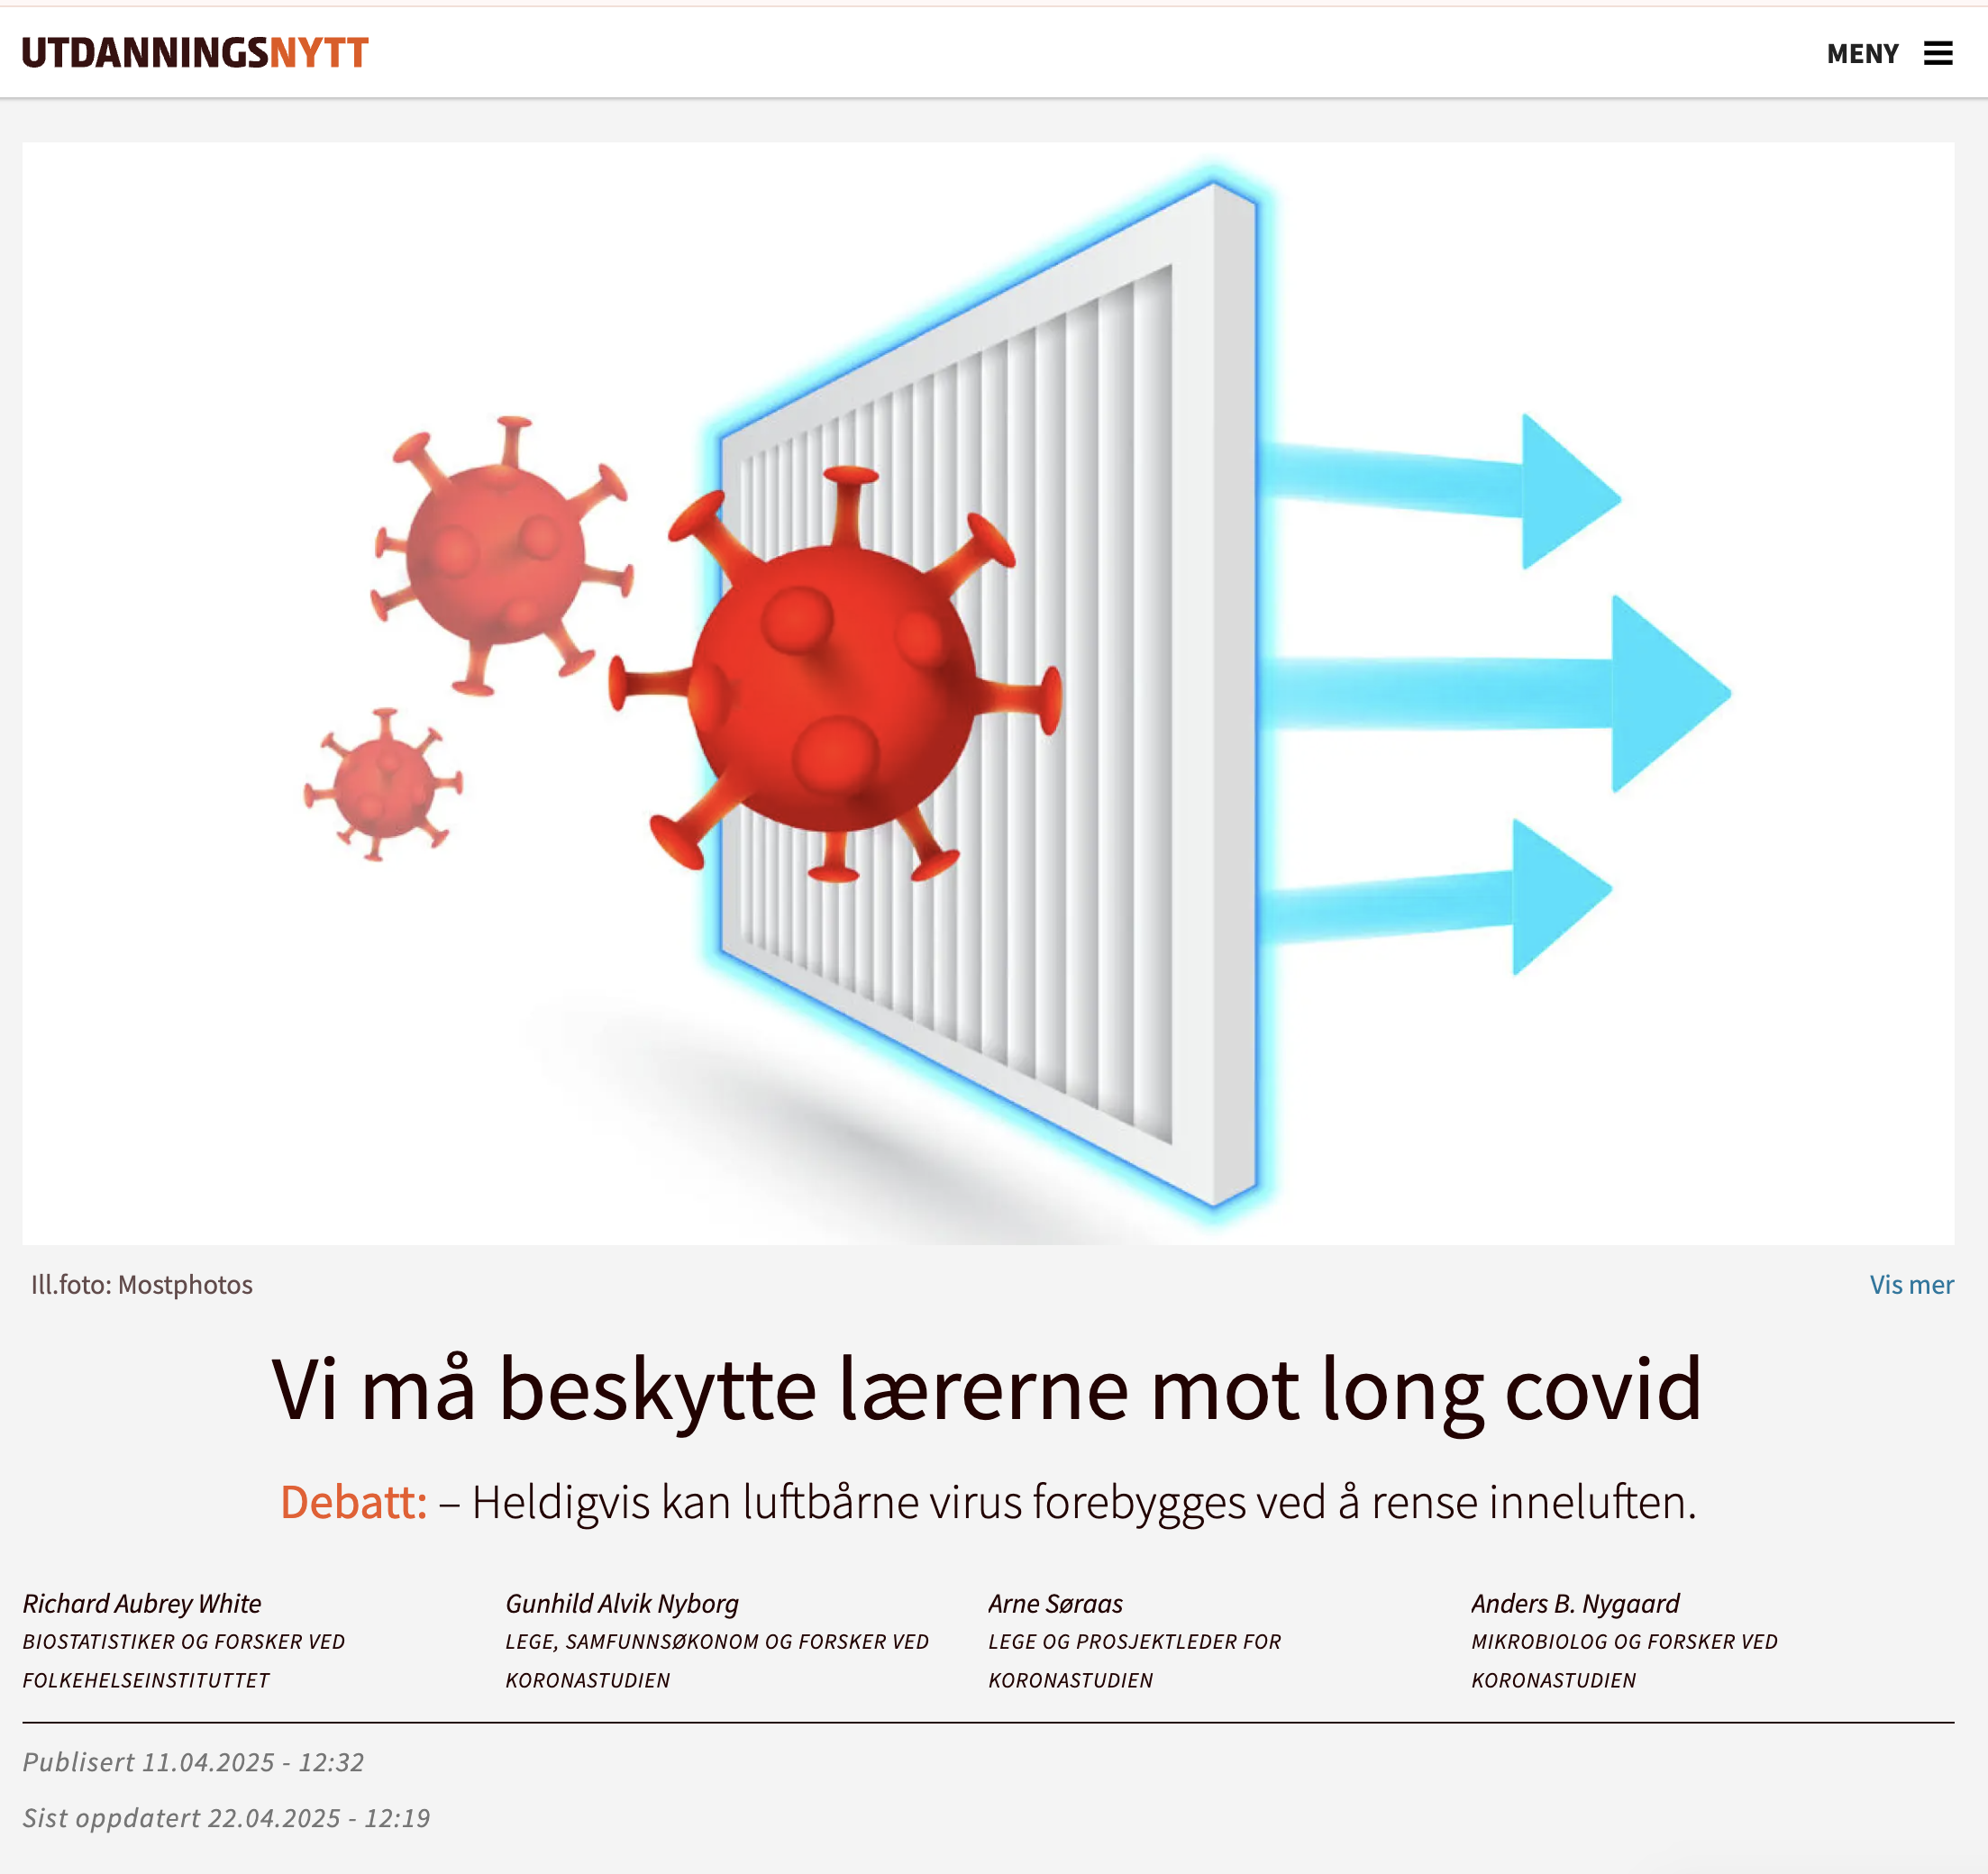 UTDANNINGSNYTT
MENY
Ill.foto: Mostphotos
Vis mer
Vi må beskytte lærerne mot long covid
Debatt: – Heldigvis kan luftbårne virus forebygges ved å rense inneluften.
Richard Aubrey White
BIOSTATISTIKER OG FORSKER VED
FOLKEHELSEINSTITUTTET
Gunhild Alvik Nyborg
LEGE, SAMFUNNSØKONOM OG FORSKER VED
KORONASTUDIEN
Arne Søraas
LEGE OG PROSJEKTLEDER FOR
KORONASTUDIEN
Anders B. Nygaard
MIKROBIOLOG OG FORSKER VED
KORONASTUDIEN
Publisert 11.04.2025 - 12:32
Sist oppdatert 22.04.2025 - 12:19